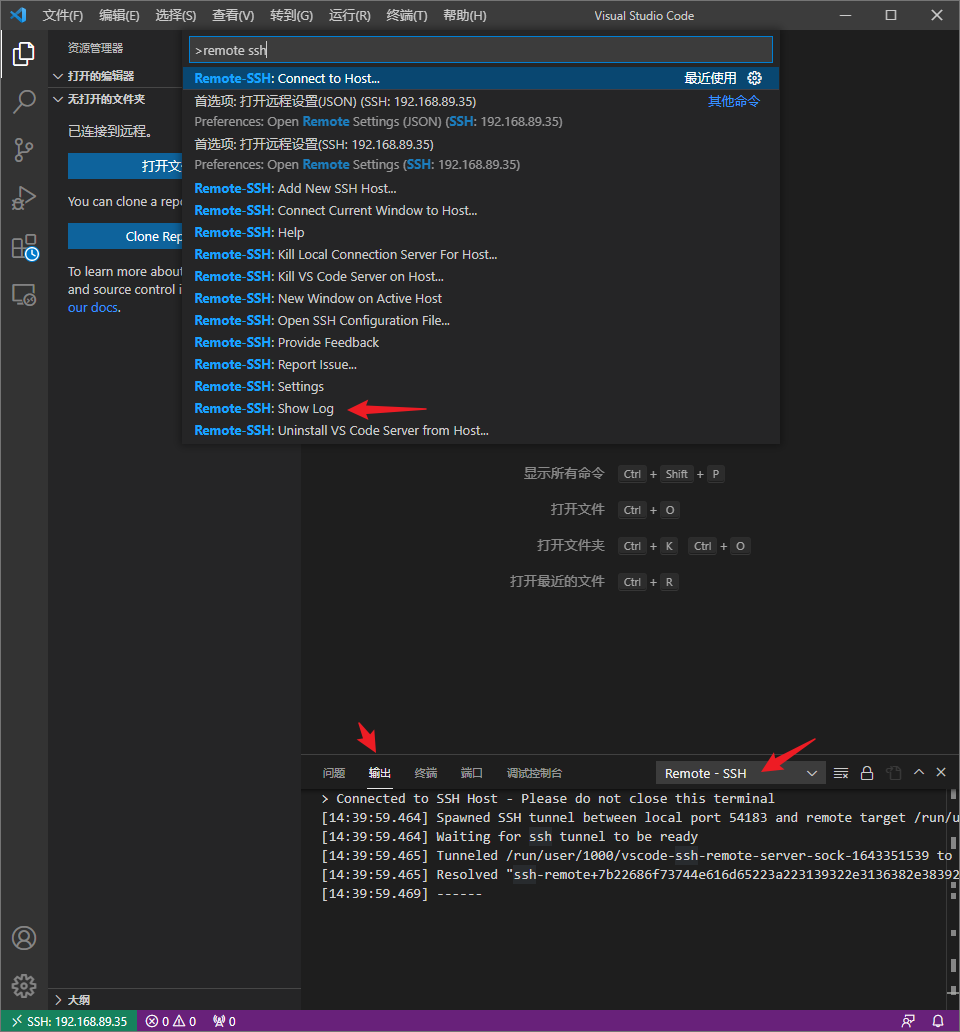 文件(F) 编辑(E) 选择(S) 查看(V) 转到(G) 运行(R) 终端(T) 帮助(H) Visual Studio Code
资源管理器
打开的编辑器
无打开的文件夹
已连接到远程。
打开文
You can clone a rep
Clone Rep
To learn more about
and source control i
our docs.
大纲
>remote ssh
Remote-SSH: Connect to Host... 最近使用
首选项: 打开远程设置(JSON) (SSH: 192.168.89.35) 其他命令
Preferences: Open Remote Settings (JSON) (SSH: 192.168.89.35)
首选项: 打开远程设置(SSH: 192.168.89.35)
Preferences: Open Remote Settings (SSH: 192.168.89.35)
Remote-SSH: Add New SSH Host...
Remote-SSH: Connect Current Window to Host...
Remote-SSH: Help
Remote-SSH: Kill Local Connection Server For Host...
Remote-SSH: Kill VS Code Server on Host...
Remote-SSH: New Window on Active Host
Remote-SSH: Open SSH Configuration File...
Remote-SSH: Provide Feedback
Remote-SSH: Report Issue...
Remote-SSH: Settings
Remote-SSH: Show Log
Remote-SSH: Uninstall VS Code Server from Host...
显示所有命令 Ctrl + Shift + P
打开文件 Ctrl + O
打开文件夹 Ctrl + K Ctrl + O
打开最近的文件 Ctrl + R
问题 输出 终端 端口 调试控制台 Remote - SSH
> Connected to SSH Host - Please do not close this terminal
[14:39:59.464] Spawned SSH tunnel between local port 54183 and remote target /run/u
[14:39:59.464] Waiting for ssh tunnel to be ready
[14:39:59.465] Tunneled /run/user/1000/vscode-ssh-remote-server-sock-1643351539 to
[14:39:59.465] Resolved "ssh-remote+7b22686f73744e616d65223a223139322e3136382e38392
[14:39:59.469] ------
SSH: 192.168.89.35 0 0 0